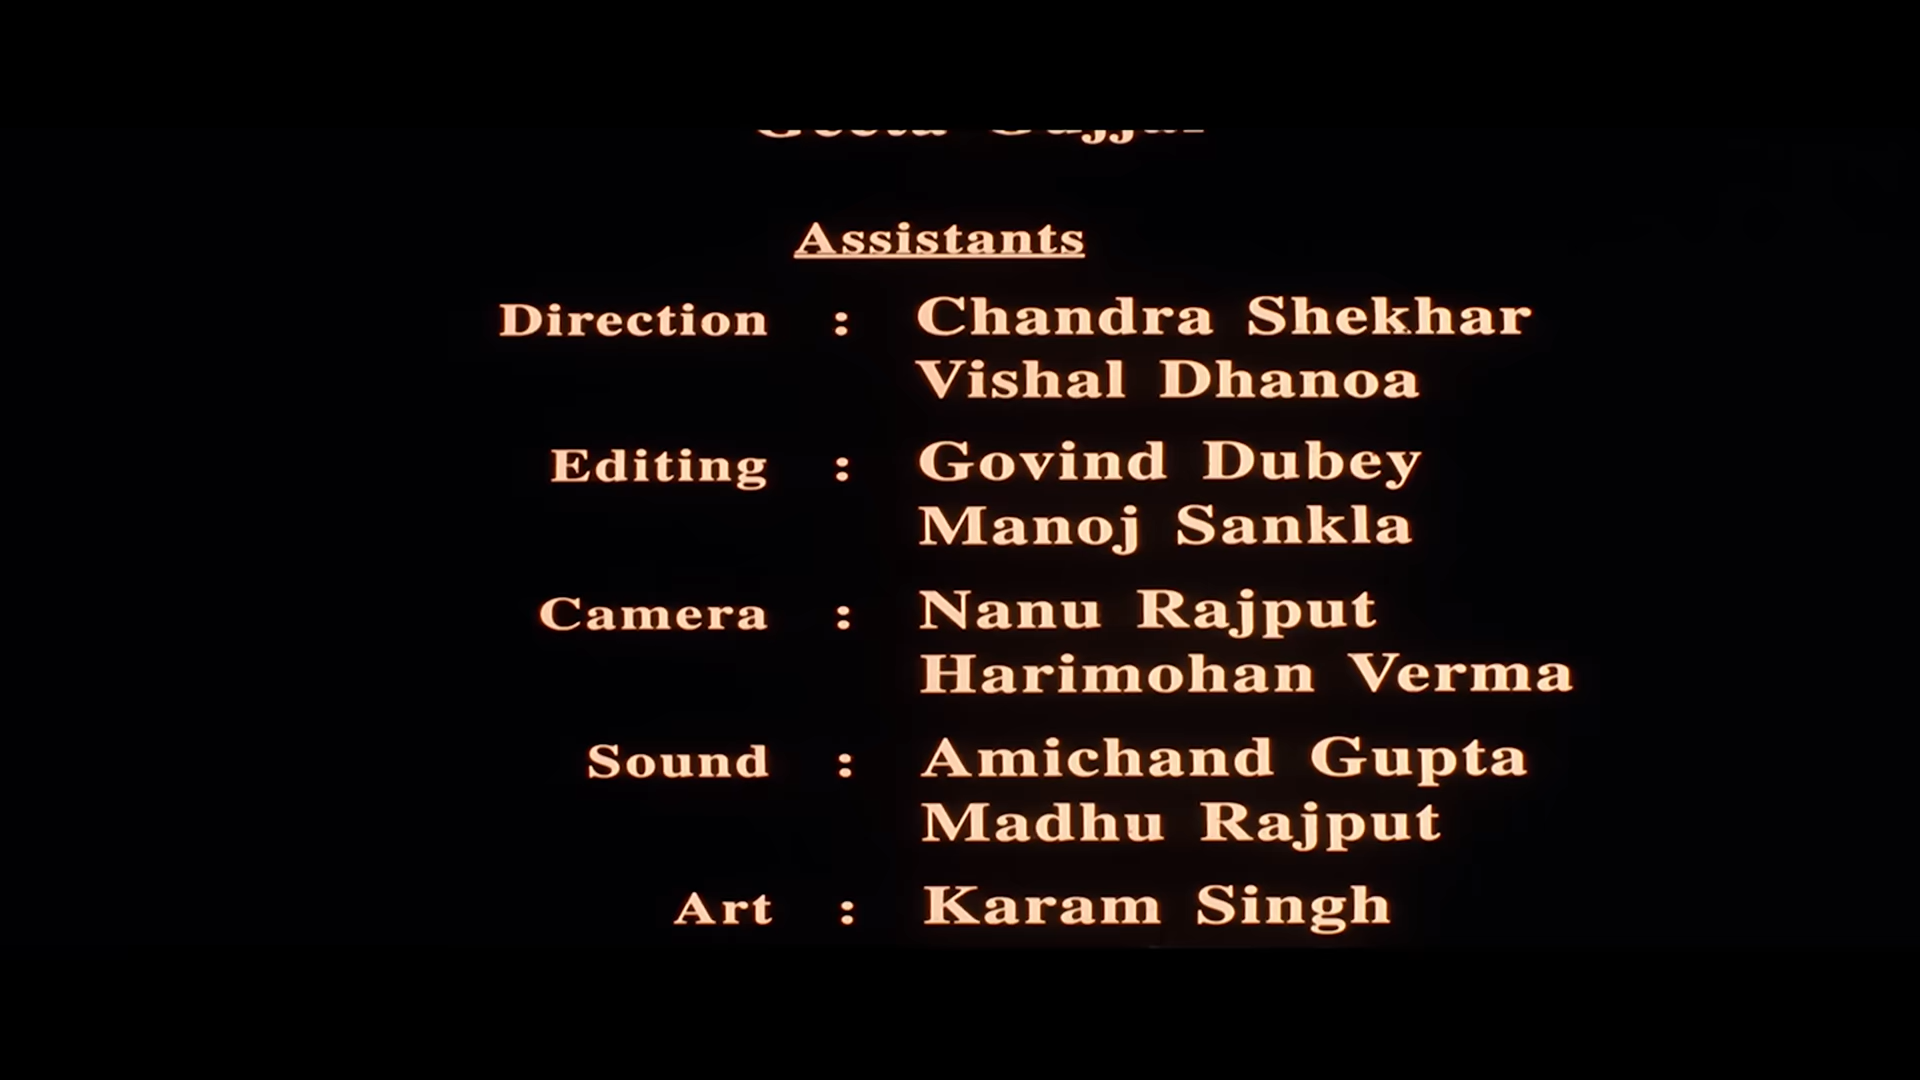 Assistants
Direction : Chandra Shekhar
Vishal Dhanoa
Editing : Govind Dubey
Manoj Sankla
Camera : Nanu Rajput
Harimohan Verma
Sound : Amichand Gupta
Madhu Rajput
Art : Karam Singh